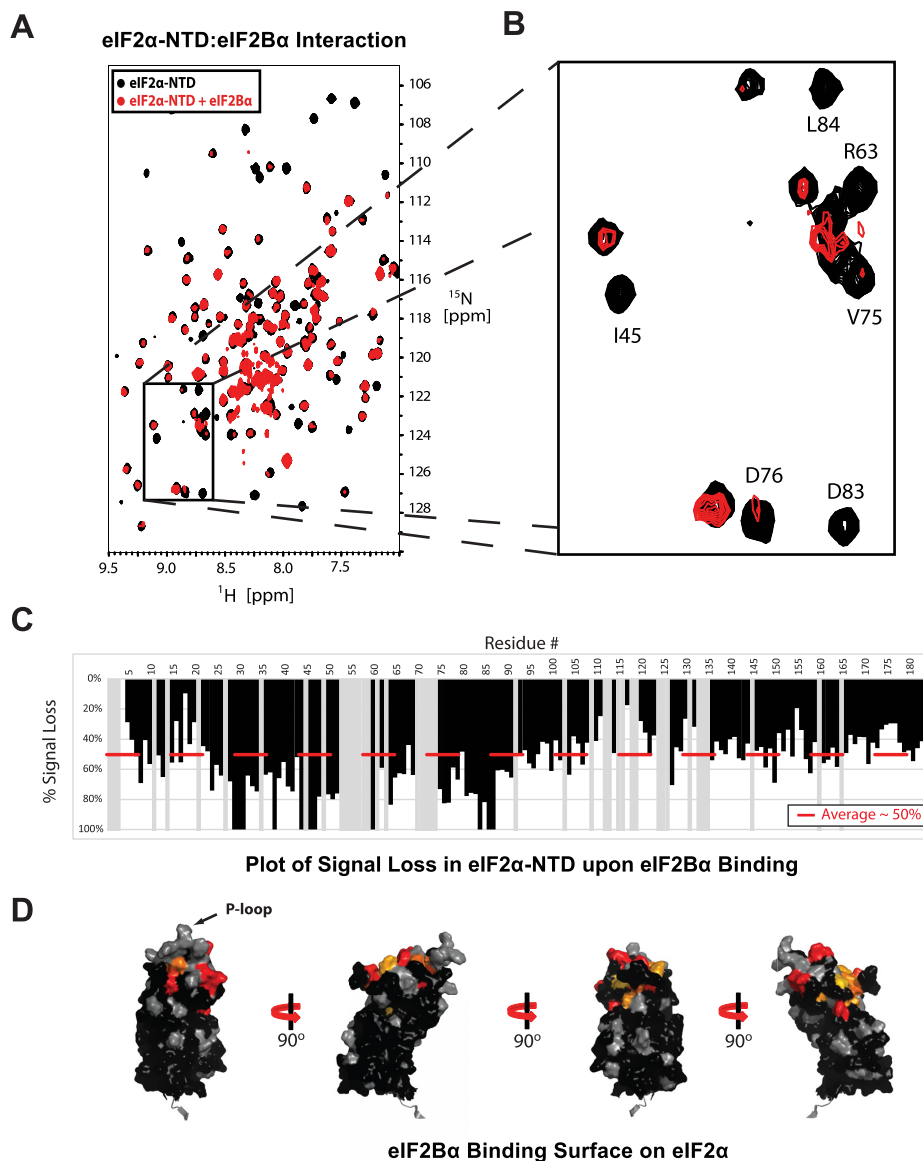 A
eIF2α-NTD:eIF2Bα Interaction
eIF2α-NTD
eIF2α-NTD + eIF2Bα
106
108
110
112
114
116
118
120
122
124
126
128
15N
[ppm]
9.5 9.0 8.5 8.0 7.5
1H [ppm]
B
L84
R63
I45
V75
D76
D83
C
Residue #
5 10 15 20 25 30 35 40 45 50 55 60 65 70 75 80 85 90 95 100 105 110 115 120 125 130 135 140 145 150 155 160 165 170 175 180
% Signal Loss
0%
20%
40%
60%
80%
100%
Average ~ 50%
Plot of Signal Loss in eIF2α-NTD upon eIF2Bα Binding
D
P-loop
90o 90o 90o
eIF2Bα Binding Surface on eIF2α